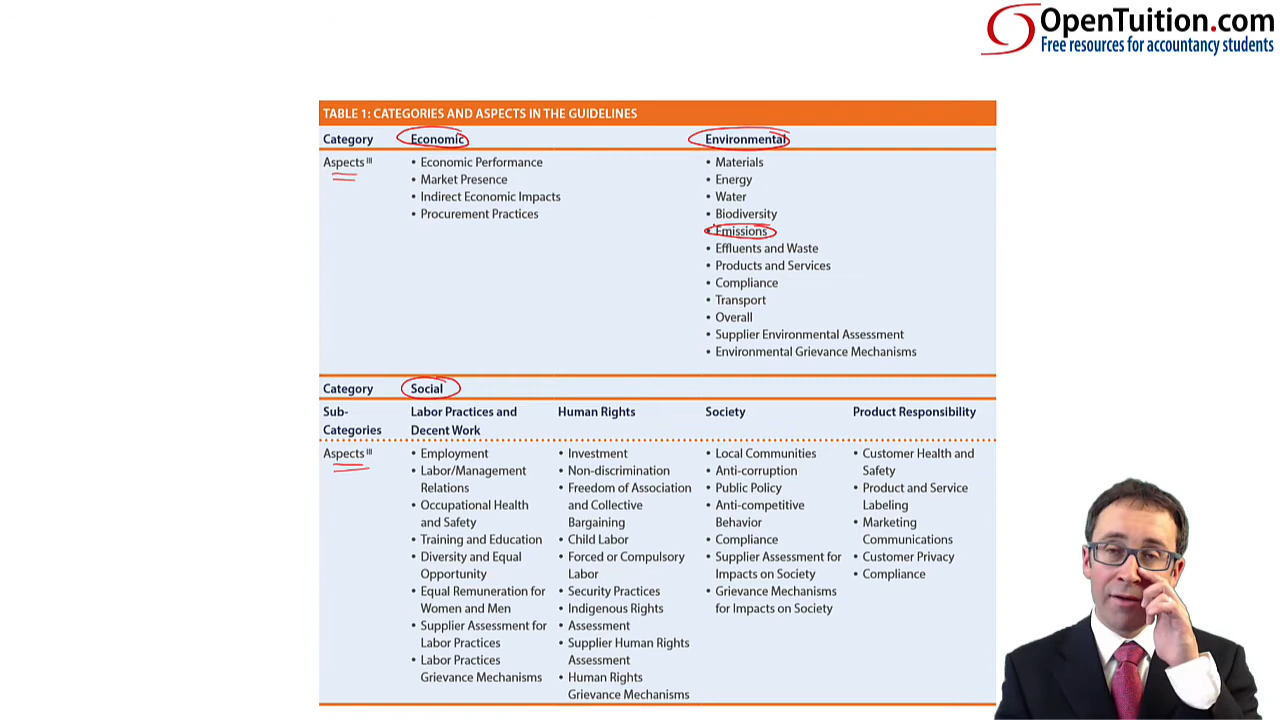 OpenTuition.com
Free resources for accountancy students
TABLE 1: CATEGORIES AND ASPECTS IN THE GUIDELINES
Category Economic Environmental
Aspects III • Economic Performance • Materials
• Market Presence • Energy
• Indirect Economic Impacts • Water
• Procurement Practices • Biodiversity
• Emissions
• Effluents and Waste
• Products and Services
• Compliance
• Transport
• Overall
• Supplier Environmental Assessment
• Environmental Grievance Mechanisms
Category Social
Sub-
Categories
Labor Practices and
Decent Work
Human Rights
Society
Product Responsibility
Aspects III
• Employment
• Labor/Management
Relations
• Occupational Health
and Safety
• Training and Education
• Diversity and Equal
Opportunity
• Equal Remuneration for
Women and Men
• Supplier Assessment for
Labor Practices
• Labor Practices
Grievance Mechanisms
• Investment
• Non-discrimination
• Freedom of Association
and Collective
Bargaining
• Child Labor
• Forced or Compulsory
Labor
• Security Practices
• Indigenous Rights
• Assessment
• Supplier Human Rights
Assessment
• Human Rights
Grievance Mechanisms
• Local Communities
• Anti-corruption
• Public Policy
• Anti-competitive
Behavior
• Compliance
• Supplier Assessment for
Impacts on Society
• Grievance Mechanisms
for Impacts on Society
• Customer Health and
Safety
• Product and Service
Labeling
• Marketing
Communications
• Customer Privacy
• Compliance